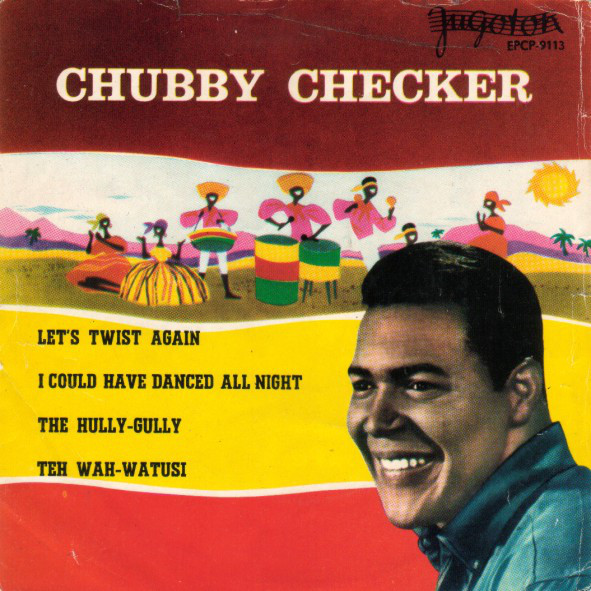 Jugoton
EPCP-9113
CHUBBY CHECKER
LET'S TWIST AGAIN
I COULD HAVE DANCED ALL NIGHT
THE HULLY-GULLY
TEH WAH-WATUSI